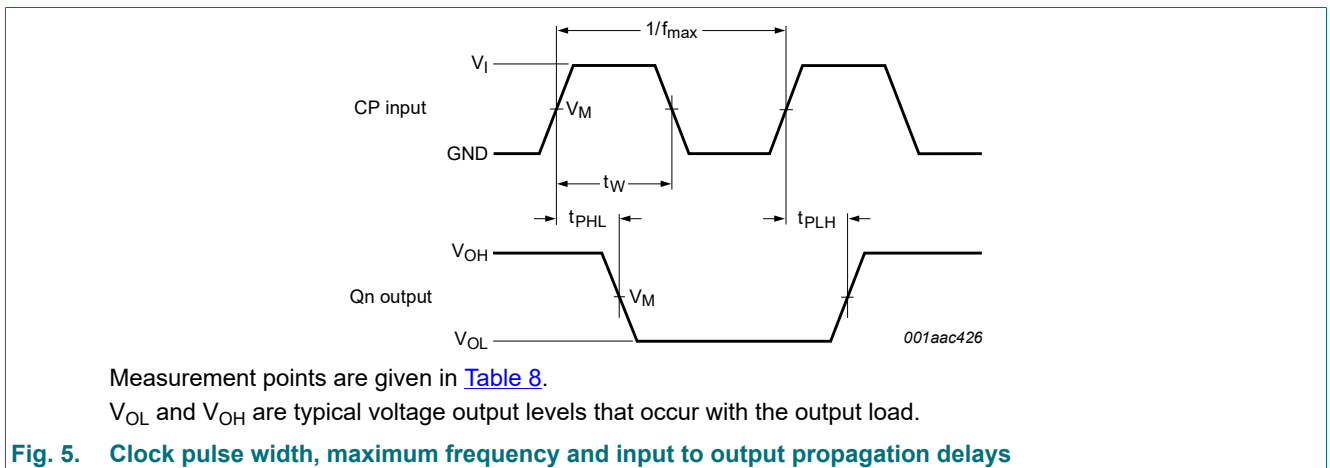 1/fmax
VI
CP input
VM
GND
tW
tPHL
tPLH
VOH
Qn output
VM
VOL
001aac426
Measurement points are given in Table 8.
VOL and VOH are typical voltage output levels that occur with the output load.
Fig. 5. Clock pulse width, maximum frequency and input to output propagation delays